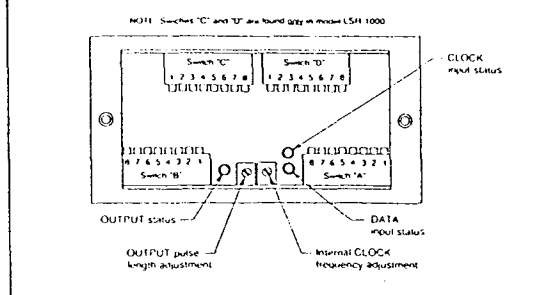 NOTE: Switches "C" and "D" are found only in model LSR 1000
Switch "C"
1 2 3 4 5 6 7 8
Switch "D"
1 2 3 4 5 6 7 8
CLOCK
input status
8 7 6 5 4 3 2 1
Switch "B"
8 7 6 5 4 3 2 1
Switch "A"
OUTPUT status
DATA
input status
OUTPUT pulse
length adjustment
Internal CLOCK
frequency adjustment